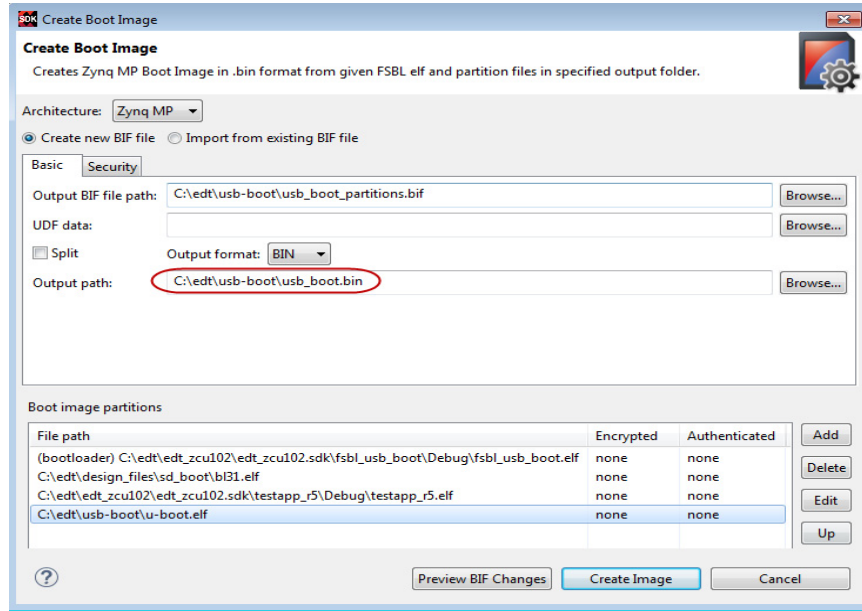 SDK Create Boot Image
Create Boot Image
Creates Zynq MP Boot Image in .bin format from given FSBL elf and partition files in specified output folder.
Architecture: Zynq MP
Create new BIF file Import from existing BIF file
Basic Security
Output BIF file path: C:\edt\usb-boot\usb_boot_partitions.bif Browse...
UDF data: Browse...
Split Output format: BIN
Output path: C:\edt\usb-boot\usb_boot.bin Browse...
Boot image partitions
File path Encrypted Authenticated Add
(bootloader) C:\edt\edt_zcu102\edt_zcu102.sdk\fsbl_usb_boot\Debug\fsbl_usb_boot.elf none none
Delete
C:\edt\design_files\sd_boot\bl31.elf none none
C:\edt\edt_zcu102\edt_zcu102.sdk\testapp_r5\Debug\testapp_r5.elf none none
Edit
C:\edt\usb-boot\u-boot.elf none none
Up
? Preview BIF Changes Create Image Cancel